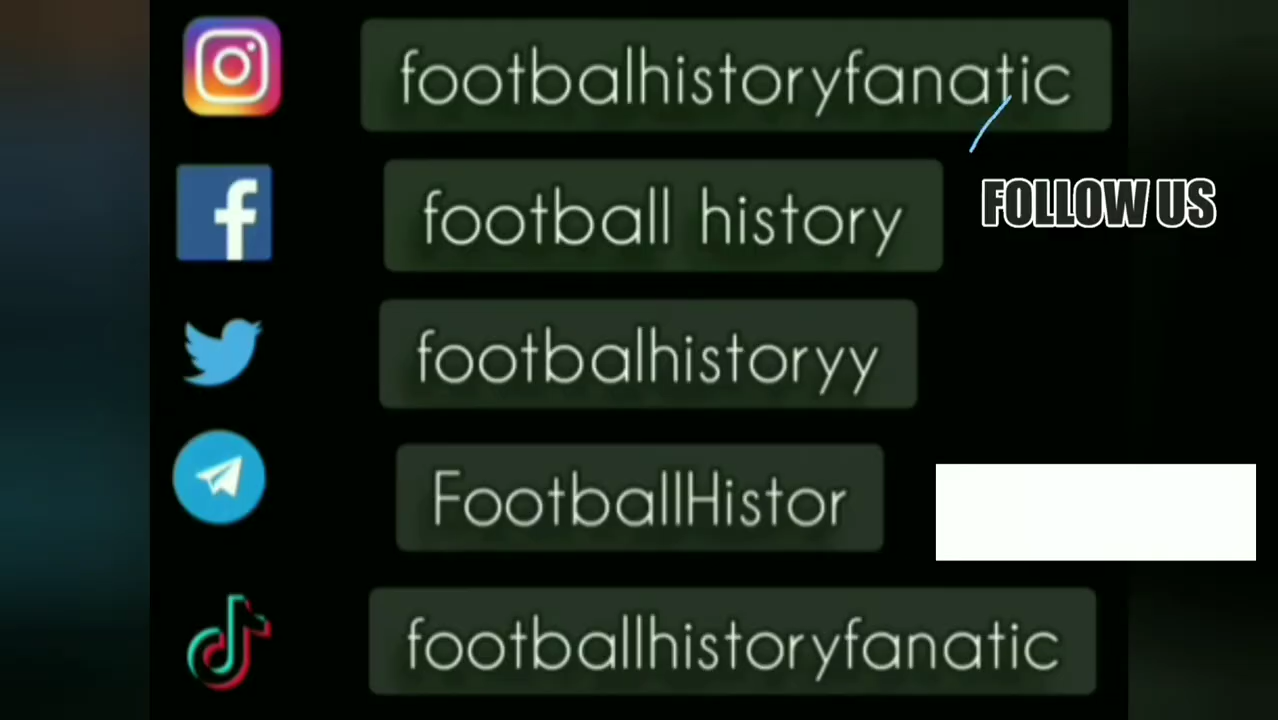 footbalhistoryfanatic
football history
FOLLOW US
footbalhistoryy
FootballHistor
footballhistoryfanatic